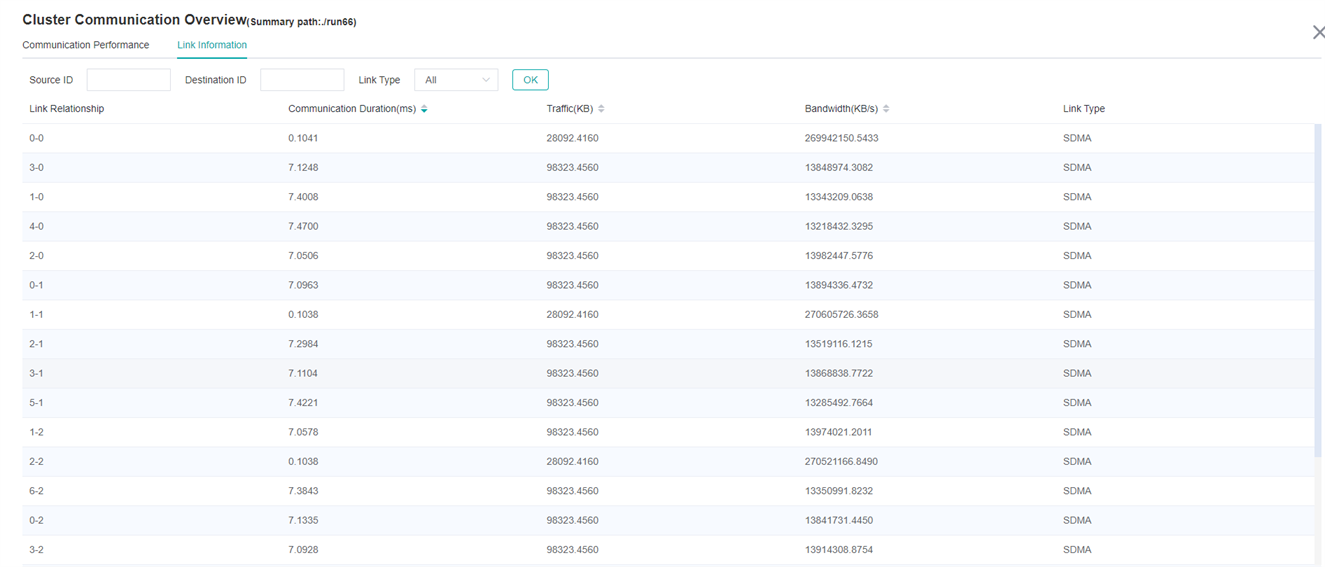 Cluster Communication Overview(Summary path:./run66)
Communication Performance Link Information
Source ID Destination ID Link Type All OK
Link Relationship Communication Duration(ms) Traffic(KB) Bandwidth(KB/s) Link Type
0-0 0.1041 28092.4160 269942150.5433 SDMA
3-0 7.1248 98323.4560 13848974.3082 SDMA
1-0 7.4008 98323.4560 13343209.0638 SDMA
4-0 7.4700 98323.4560 13218432.3295 SDMA
2-0 7.0506 98323.4560 13982447.5776 SDMA
0-1 7.0963 98323.4560 13894336.4732 SDMA
1-1 0.1038 28092.4160 270605726.3658 SDMA
2-1 7.2984 98323.4560 13519116.1215 SDMA
3-1 7.1104 98323.4560 13868838.7722 SDMA
5-1 7.4221 98323.4560 13285492.7664 SDMA
1-2 7.0578 98323.4560 13974021.2011 SDMA
2-2 0.1038 28092.4160 270521166.8490 SDMA
6-2 7.3843 98323.4560 13350991.8232 SDMA
0-2 7.1335 98323.4560 13841731.4450 SDMA
3-2 7.0928 98323.4560 13914308.8754 SDMA